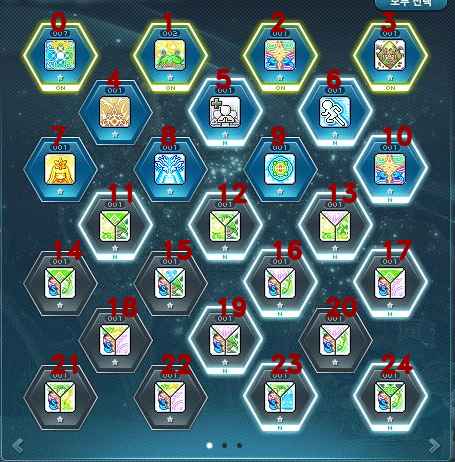 모두 선택
0 1 2 3
007 002 001 001
ON ON ON ON
4 5 6
001 001 001
N N
7 8 9 10
001 001 001 001
N
11 12 13
001 001 001
N N N
14 15 16 17
001 001 001 001
N N
18 19 20
001 001 001
N
21 22 23 24
001 001 001 001
N N